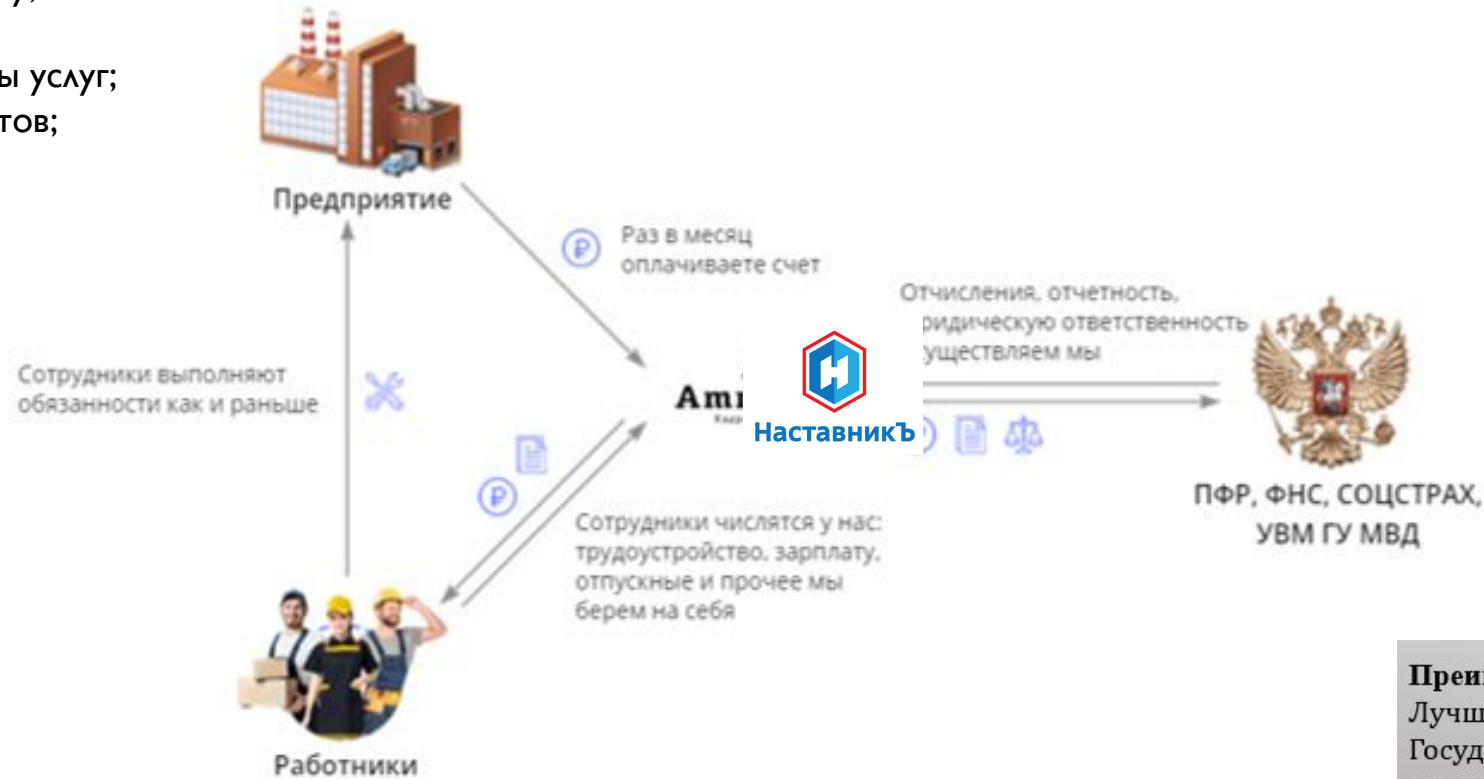 ы услуг;
тов;
Предприятие
Раз в месяц
оплачиваете счет
Отчисления, отчетность,
ридическую ответственность
уществляем мы
Сотрудники выполняют
обязанности как и раньше
Am
НаставникЪ
ПФР, ФНС, СОЦСТРАХ,
УВМ ГУ МВД
Сотрудники числятся у нас:
трудоустройство, зарплату,
отпускные и прочее мы
берем на себя
Работники
Преи
Лучш
Госуд